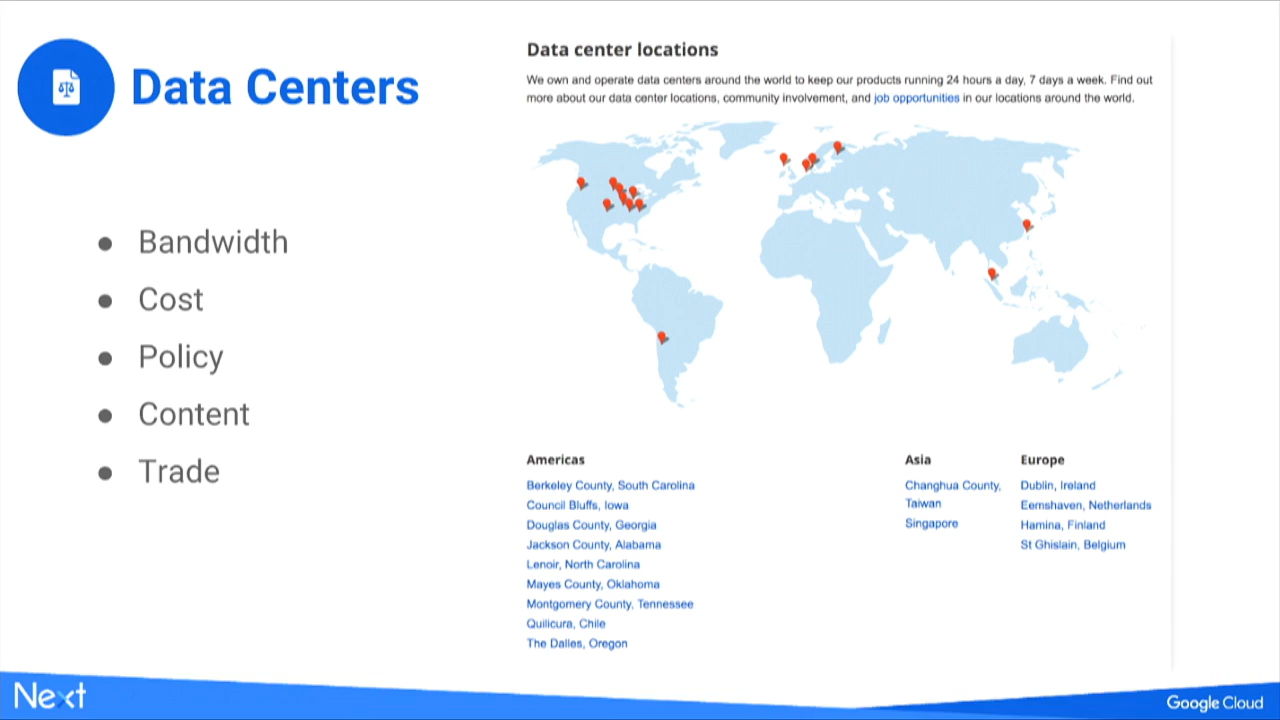 Data Centers
● Bandwidth
● Cost
● Policy
● Content
● Trade
Data center locations
We own and operate data centers around the world to keep our products running 24 hours a day, 7 days a week. Find out
more about our data center locations, community involvement, and job opportunities in our locations around the world.
Americas
Berkeley County, South Carolina
Council Bluffs, Iowa
Douglas County, Georgia
Jackson County, Alabama
Lenoir, North Carolina
Mayes County, Oklahoma
Montgomery County, Tennessee
Quilicura, Chile
The Dalles, Oregon
Asia
Changhua County,
Taiwan
Singapore
Europe
Dublin, Ireland
Eemshaven, Netherlands
Hamina, Finland
St Ghislain, Belgium
Next
Google Cloud